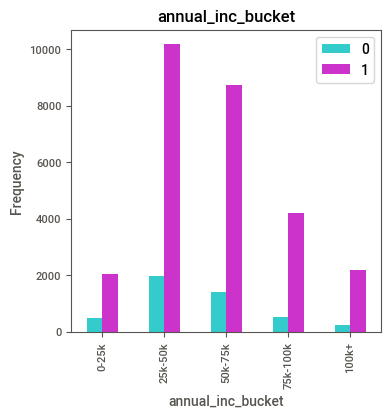 annual_inc_bucket
0
1
Frequency
10000
8000
6000
4000
2000
0
0-25k
25k-50k
50k-75k
75k-100k
100k+
annual_inc_bucket